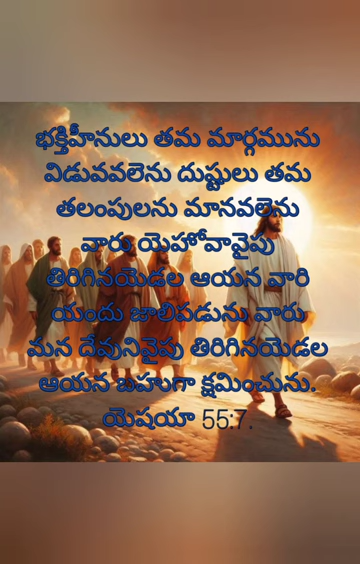 భక్తిహీనులు తమ మార్గమును
విడువవలెను దుష్టులు తమ
తలంపులను మానవలెను
వారు యెహోవావైపు
తిరిగినయెడల ఆయన వారి
యందు జాలిపడును వారు
మన దేవునివైపు తిరిగినయెడల
ఆయన బహుగా క్షమించును.
యెషయా 55:7.